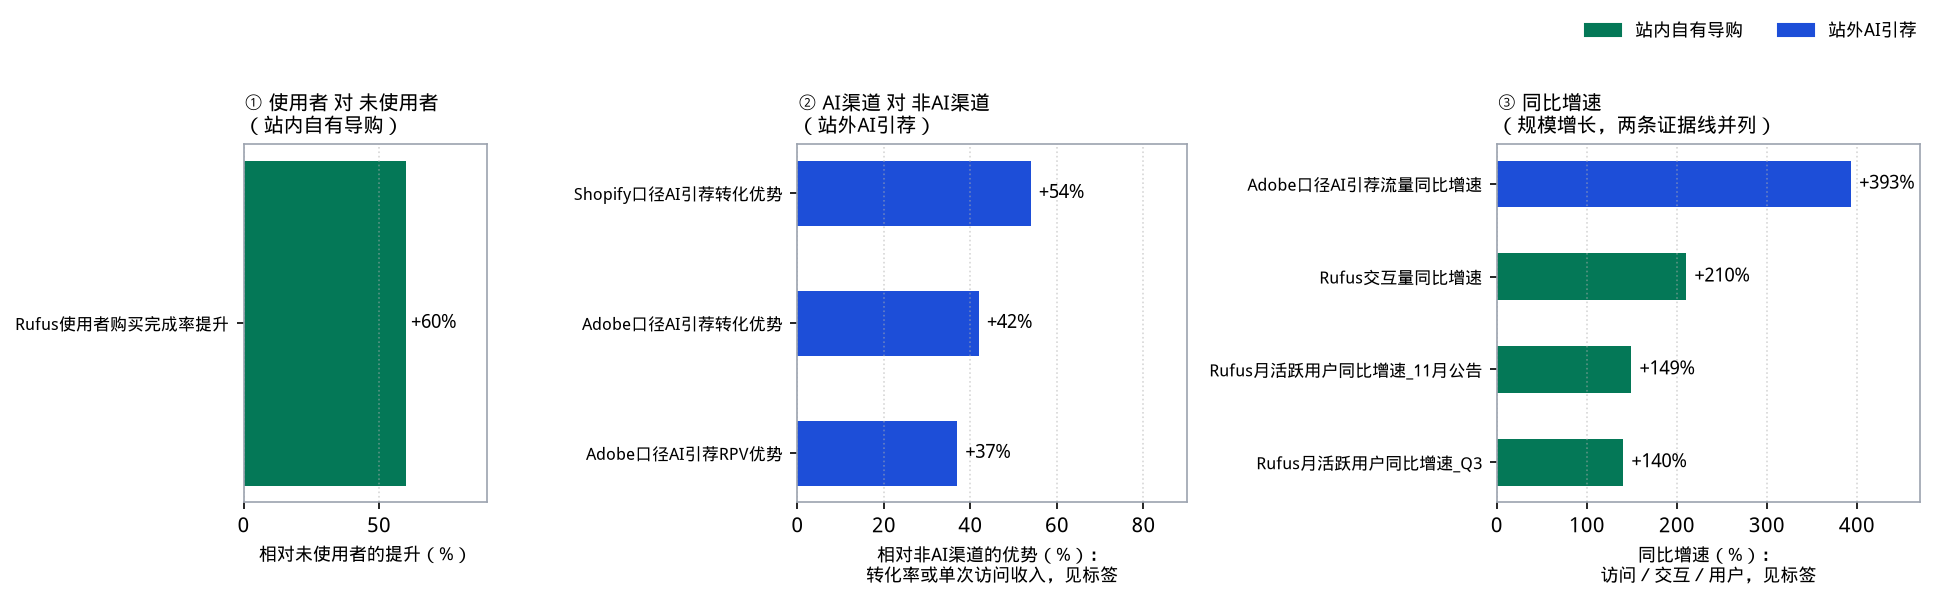 站内自有导购
站外AI引荐
① 使用者 对 未使用者
（站内自有导购）
Rufus使用者购买完成率提升
+60%
0
50
相对未使用者的提升（%）
② AI渠道 对 非AI渠道
（站外AI引荐）
Shopify口径AI引荐转化优势
+54%
Adobe口径AI引荐转化优势
+42%
Adobe口径AI引荐RPV优势
+37%
0
20
40
60
80
相对非AI渠道的优势（%）:
转化率或单次访问收入，见标签
③ 同比增速
（规模增长，两条证据线并列）
Adobe口径AI引荐流量同比增速
+393%
Rufus交互量同比增速
+210%
Rufus月活跃用户同比增速_11月公告
+149%
Rufus月活跃用户同比增速_Q3
+140%
0
100
200
300
400
同比增速（%）:
访问 / 交互 / 用户，见标签